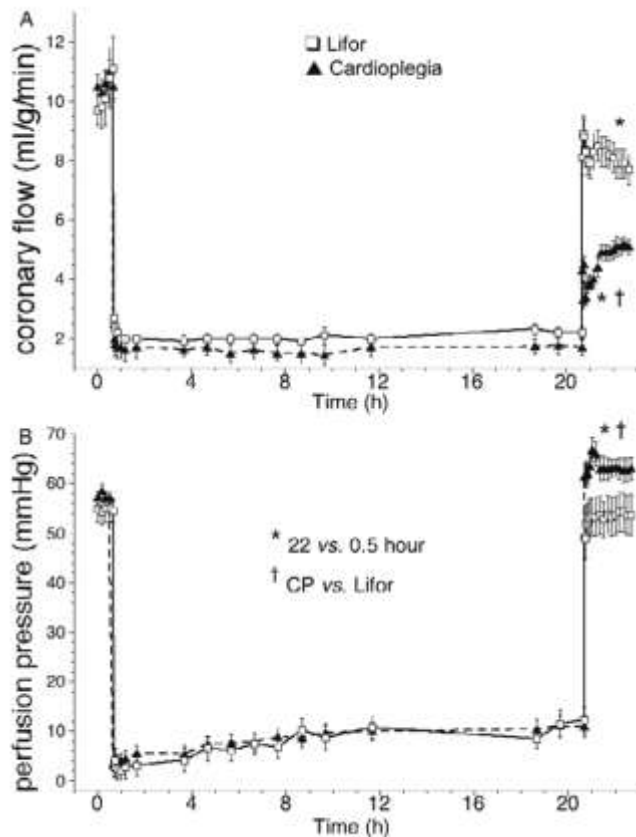 A
coronary flow (ml/g/min)
12
10
8
6
4
2
Lifor
Cardioplegia
*
* †
0 4 8 12 16 20
Time (h)
B
perfusion pressure (mmHg)
70
60
50
40
30
20
10
0
* †
* 22 vs. 0.5 hour
† CP vs. Lifor
0 4 8 12 16 20
Time (h)